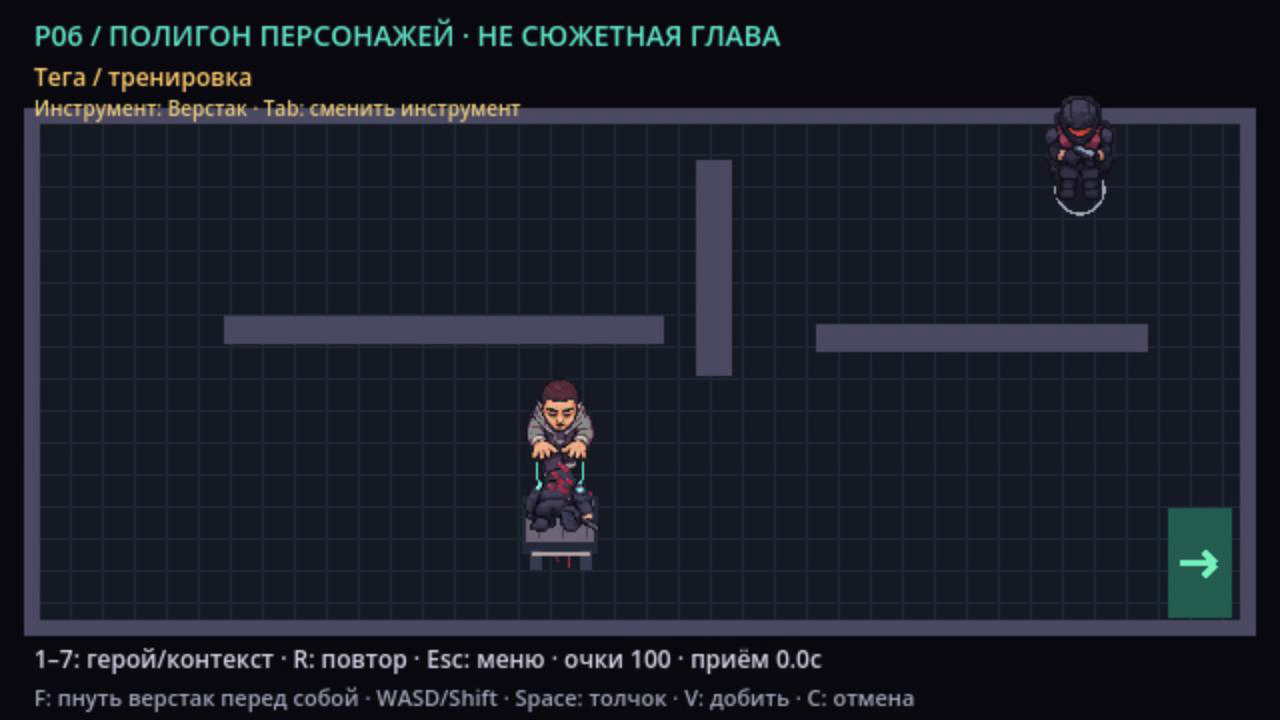 P06 / ПОЛИГОН ПЕРСОНАЖЕЙ · НЕ СЮЖЕТНАЯ ГЛАВА
Тега / тренировка
Инструмент: Верстак · Tab: сменить инструмент
1–7: герой/контекст · R: повтор · Esc: меню · очки 100 · приём 0.0с
F: пнуть верстак перед собой · WASD/Shift · Space: толчок · V: добить · C: отмена